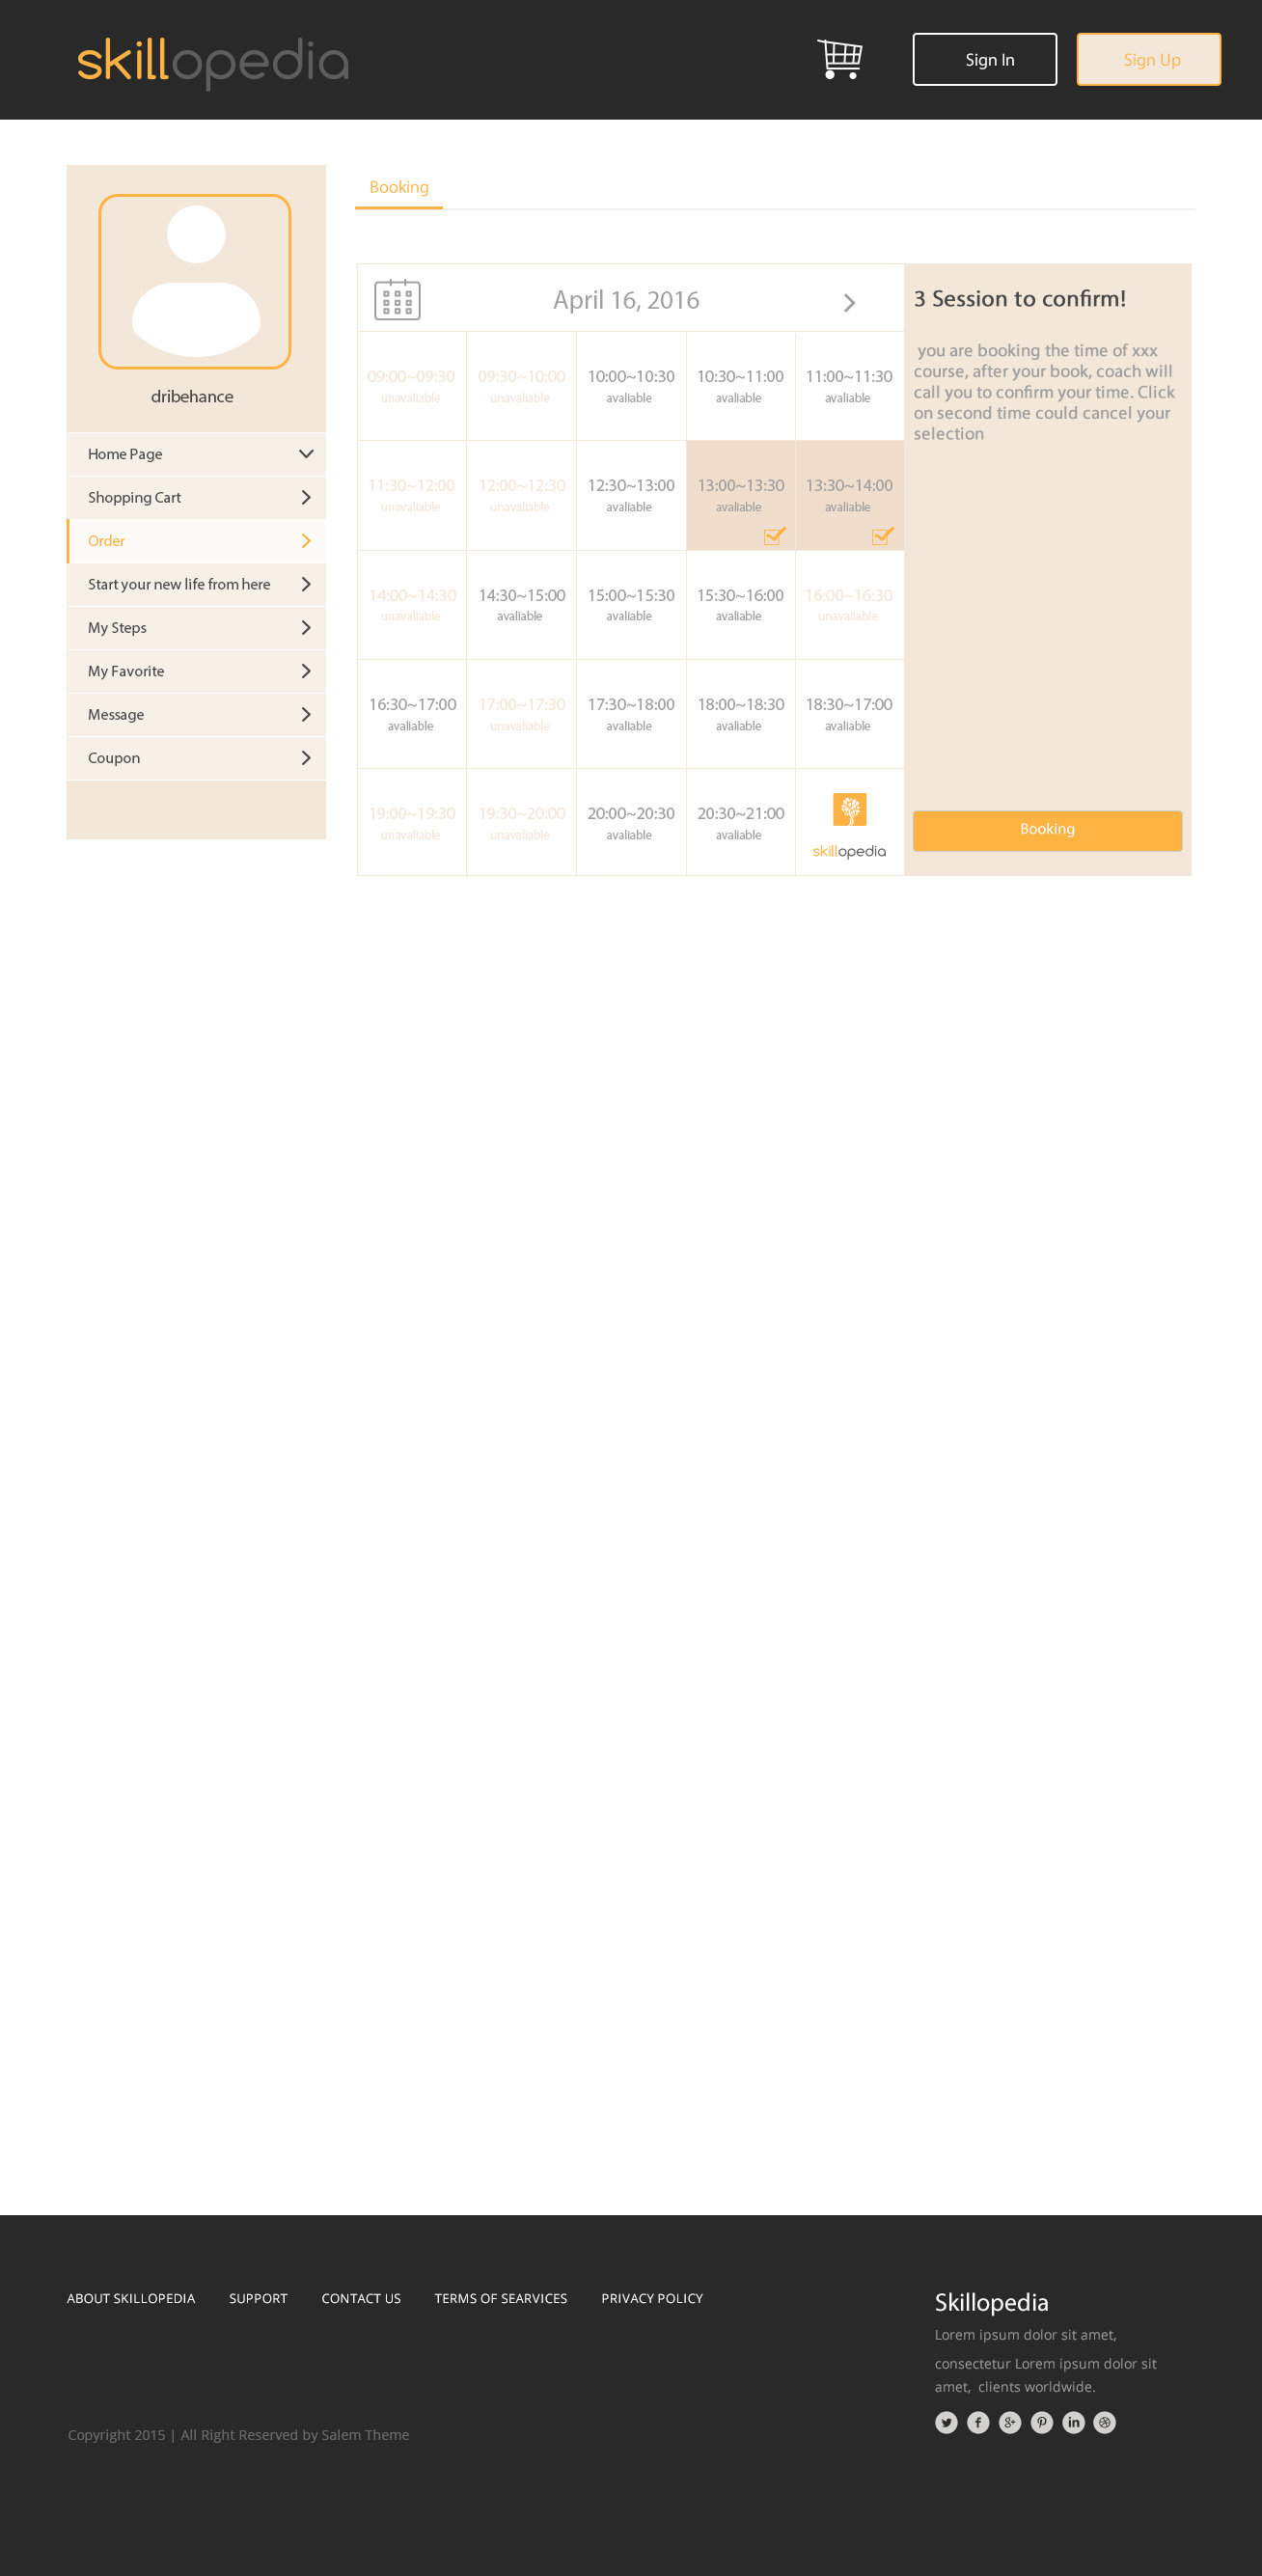 skillopedia
Sign In
Sign Up
dribehance
Home Page
Shopping Cart
Order
Start your new life from here
My Steps
My Favorite
Message
Coupon
Booking
April 16, 2016
09:00~09:30 09:30~10:00 10:00~10:30 10:30~11:00 11:00~11:30
unavaliable unavaliable avaliable avaliable avaliable
11:30~12:00 12:00~12:30 12:30~13:00 13:00~13:30 13:30~14:00
unavaliable unavaliable avaliable avaliable avaliable
14:00~14:30 14:30~15:00 15:00~15:30 15:30~16:00 16:00~16:30
unavaliable avaliable avaliable avaliable unavaliable
16:30~17:00 17:00~17:30 17:30~18:00 18:00~18:30 18:30~17:00
avaliable unavaliable avaliable avaliable avaliable
19:00~19:30 19:30~20:00 20:00~20:30 20:30~21:00
unavaliable unavaliable avaliable avaliable
skillopedia
3 Session to confirm!
you are booking the time of xxx
course, after your book, coach will
call you to confirm your time. Click
on second time could cancel your
selection
Booking
ABOUT SKILLOPEDIA SUPPORT CONTACT US TERMS OF SEARVICES PRIVACY POLICY
Copyright 2015 | All Right Reserved by Salem Theme
Skillopedia
Lorem ipsum dolor sit amet,
consectetur Lorem ipsum dolor sit
amet, clients worldwide.